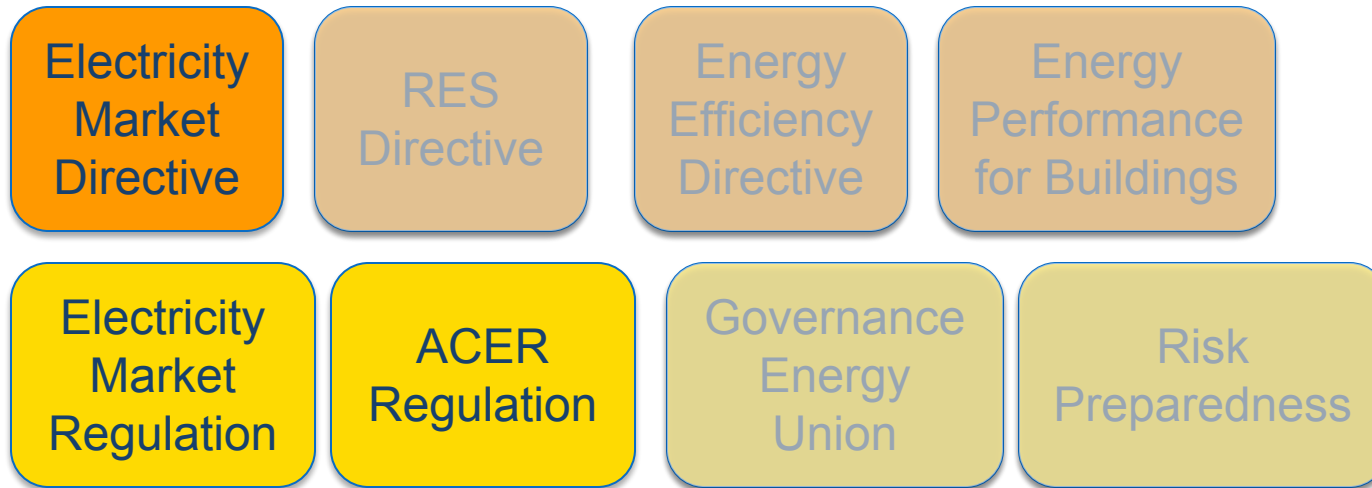 Electricity
Market
Directive
RES
Directive
Energy
Efficiency
Directive
Energy
Performance
for Buildings
Electricity
Market
Regulation
ACER
Regulation
Governance
Energy
Union
Risk
Preparedness